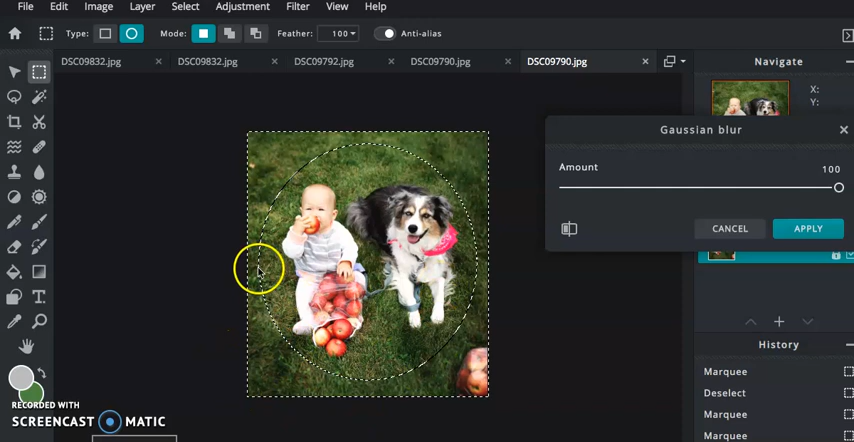 File Edit Image Layer Select Adjustment Filter View Help
Type: Mode: Feather: 100 Anti-alias
DSC09832.jpg × DSC09832.jpg × DSC09792.jpg × DSC09790.jpg × DSC09790.jpg × Navigate
X:
Y:
Gaussian blur
Amount 100
CANCEL APPLY
History
Marquee
Deselect
Marquee
Marquee
RECORDED WITH
SCREENCAST MATIC